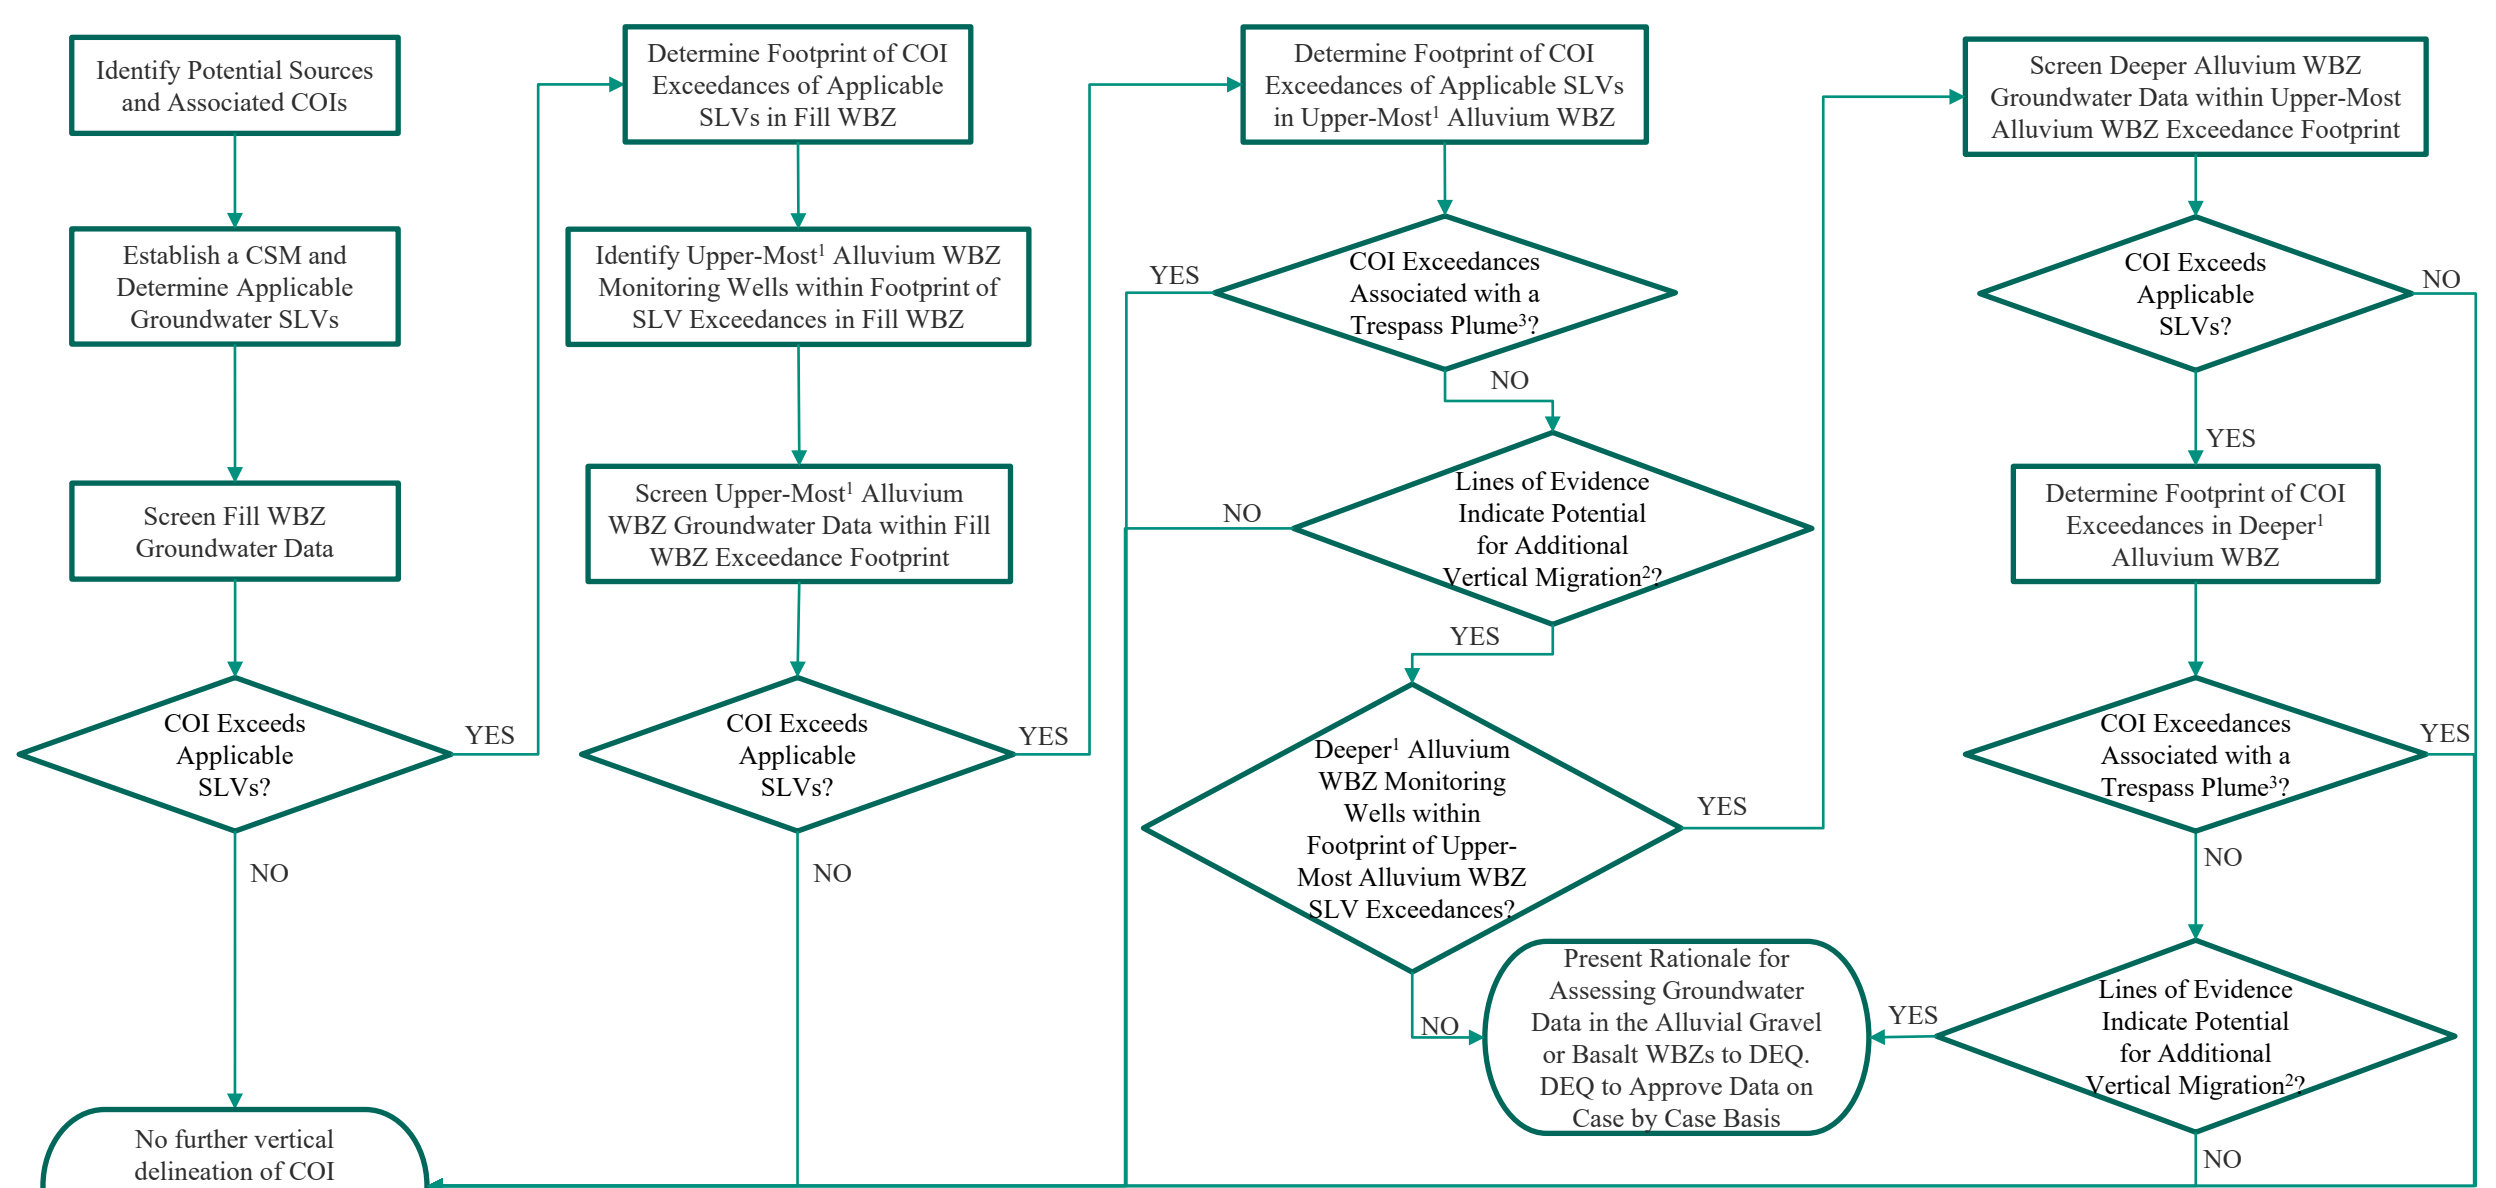 Identify Potential Sources
and Associated COIs
Establish a CSM and
Determine Applicable
Groundwater SLVs
Screen Fill WBZ
Groundwater Data
COI Exceeds
Applicable
SLVs?
YES
NO
No further vertical
delineation of COI
Determine Footprint of COI
Exceedances of Applicable
SLVs in Fill WBZ
Identify Upper-Most¹ Alluvium WBZ
Monitoring Wells within Footprint of
SLV Exceedances in Fill WBZ
Screen Upper-Most¹ Alluvium
WBZ Groundwater Data within Fill
WBZ Exceedance Footprint
COI Exceeds
Applicable
SLVs?
YES
NO
Determine Footprint of COI
Exceedances of Applicable SLVs
in Upper-Most¹ Alluvium WBZ
COI Exceedances
Associated with a
Trespass Plume³?
YES
NO
Lines of Evidence
Indicate Potential
for Additional
Vertical Migration²?
NO
YES
Deeper¹ Alluvium
WBZ Monitoring
Wells within
Footprint of Upper-
Most Alluvium WBZ
SLV Exceedances?
YES
NO
Present Rationale for
Assessing Groundwater
Data in the Alluvial Gravel
or Basalt WBZs to DEQ.
DEQ to Approve Data on
Case by Case Basis
Screen Deeper Alluvium WBZ
Groundwater Data within Upper-Most
Alluvium WBZ Exceedance Footprint
COI Exceeds
Applicable
SLVs?
NO
YES
Determine Footprint of COI
Exceedances in Deeper¹
Alluvium WBZ
COI Exceedances
Associated with a
Trespass Plume³?
YES
NO
Lines of Evidence
Indicate Potential
for Additional
Vertical Migration²?
YES
NO